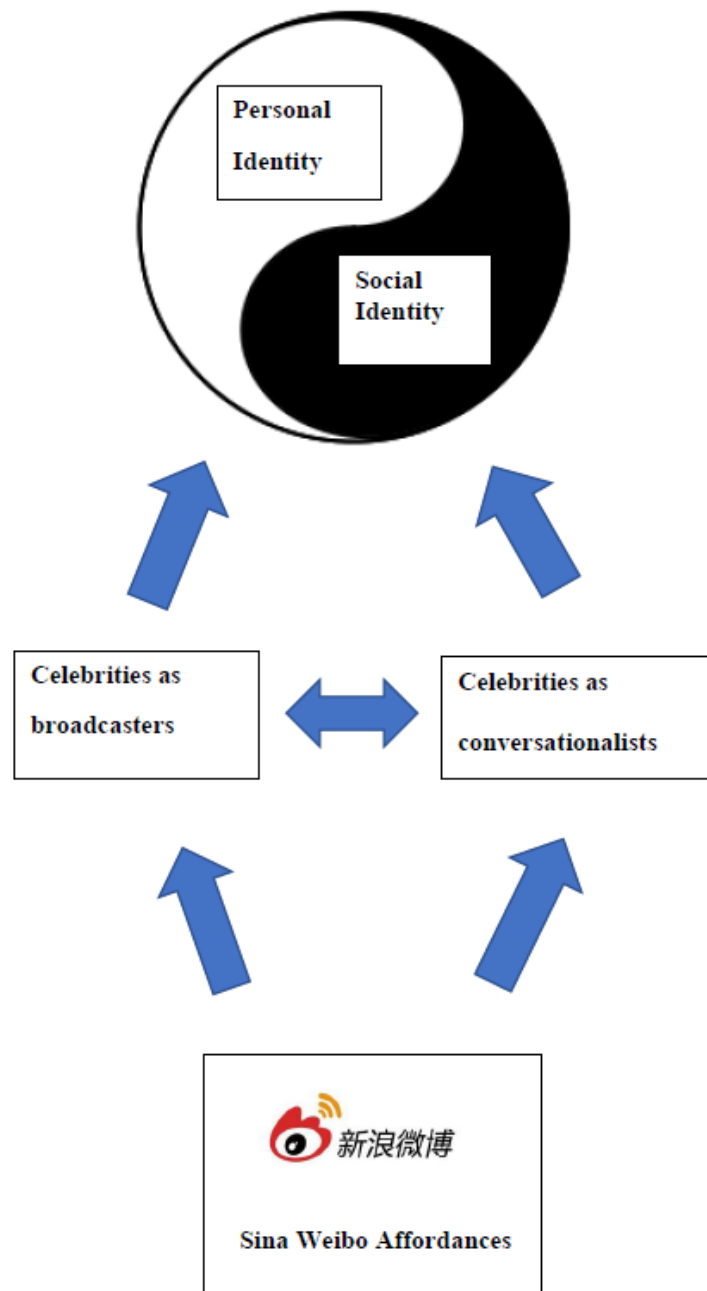 Personal
Identity
Social
Identity
Celebrities as
broadcasters
Celebrities as
conversationalists
新浪微博
Sina Weibo Affordances